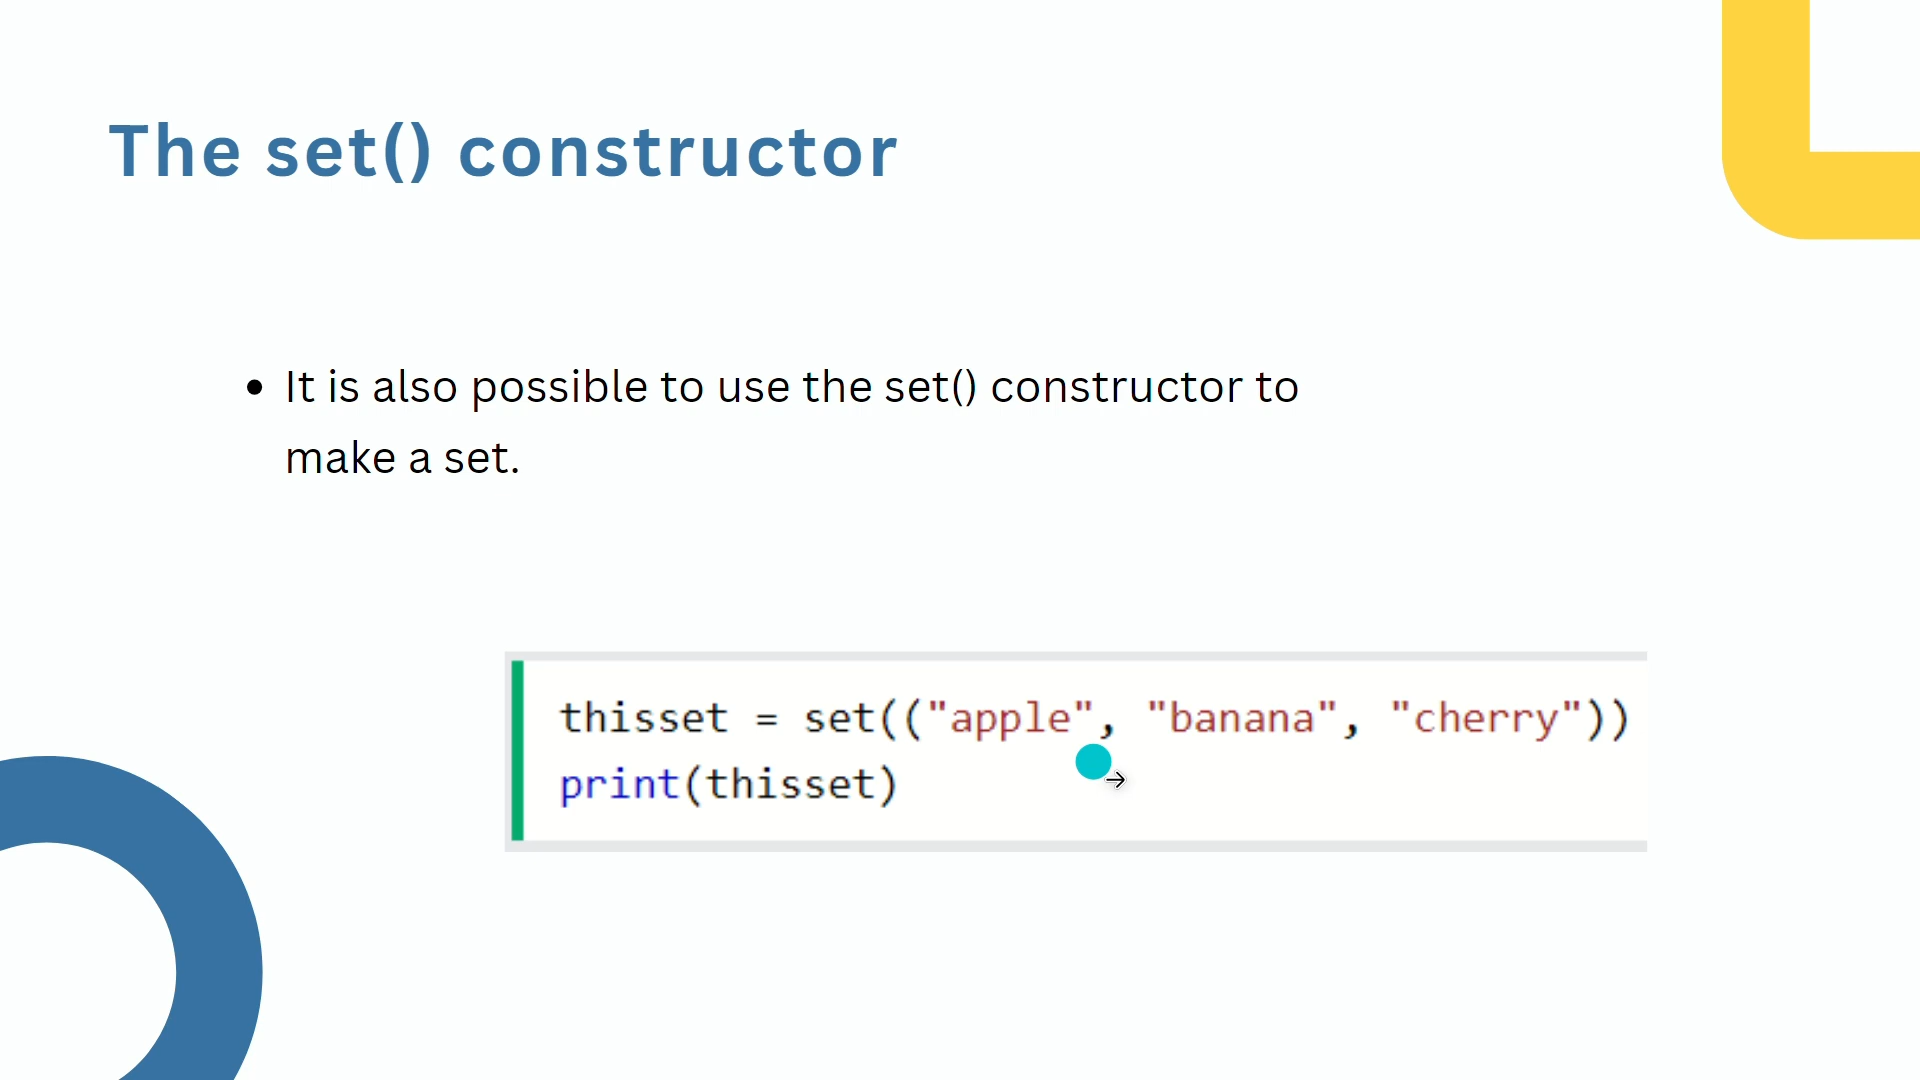 The set() constructor
• It is also possible to use the set() constructor to
make a set.
thisset = set(("apple", "banana", "cherry"))
print(thisset)